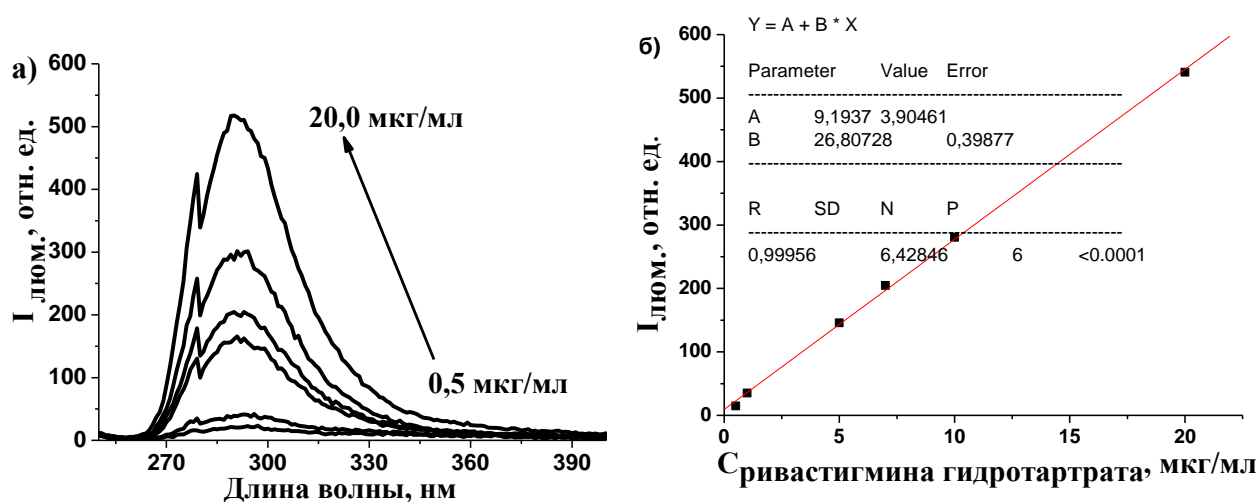 а)
I люм., отн. ед.
600
500
400
300
200
100
0
20,0 мкг/мл
0,5 мкг/мл
270 300 330 360 390
Длина волны, нм
б)
I люм., отн. ед.
600
500
400
300
200
100
0
Y = A + B * X
Parameter Value Error
---------------------------------------------------------------
A 9,1937 3,90461
B 26,80728 0,39877
---------------------------------------------------------------
R SD N P
---------------------------------------------------------------
0,99956 6,42846 6 <0.0001
0 5 10 15 20
Cривастигмина гидротартрата, мкг/мл